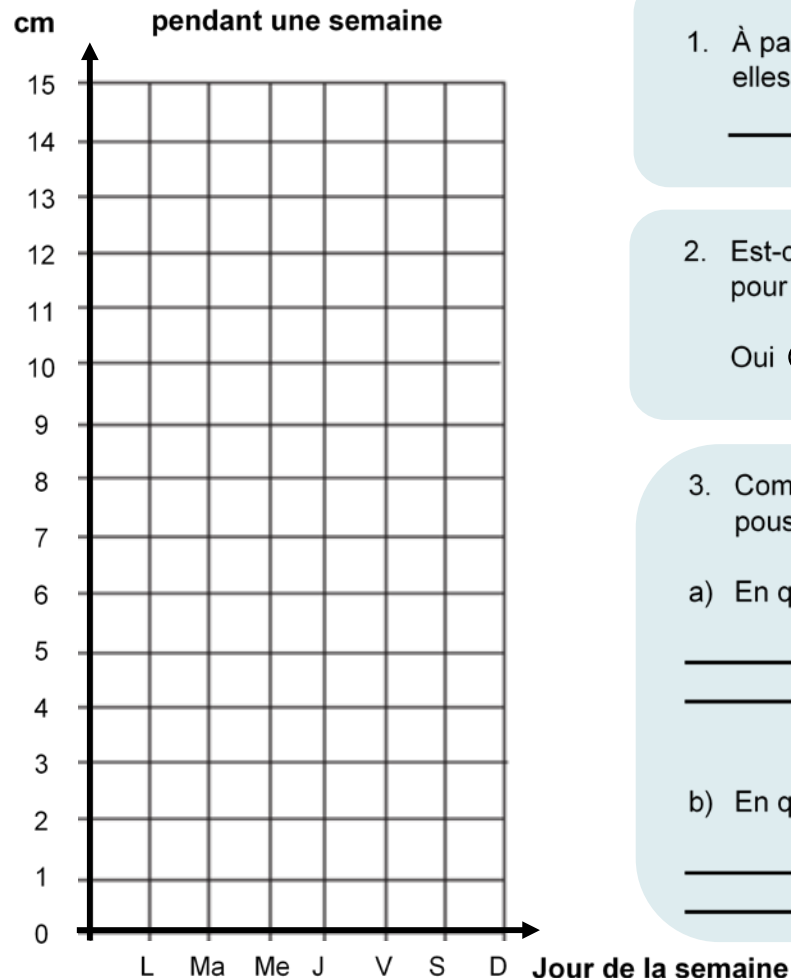 cm
pendant une semaine
15
14
13
12
11
10
9
8
7
6
5
4
3
2
1
0
L Ma Me J V S D Jour de la semaine
1. À pa
elles
2. Est-
pour
Oui
3. Com
pous
a) En q
b) En q